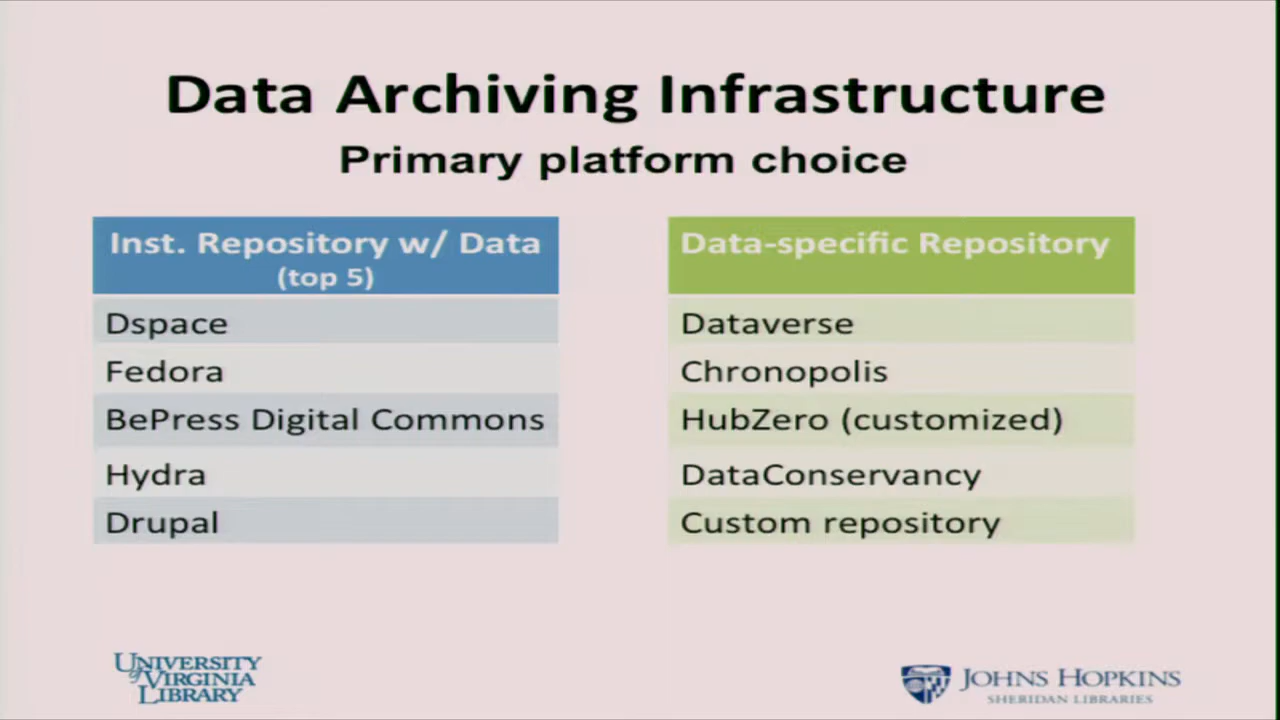 Data Archiving Infrastructure
Primary platform choice
Inst. Repository w/ Data
(top 5)
Dspace
Fedora
BePress Digital Commons
Hydra
Drupal
Data-specific Repository
Dataverse
Chronopolis
HubZero (customized)
DataConservancy
Custom repository
UNIVERSITY
of VIRGINIA
LIBRARY
JOHNS HOPKINS
SHERIDAN LIBRARIES